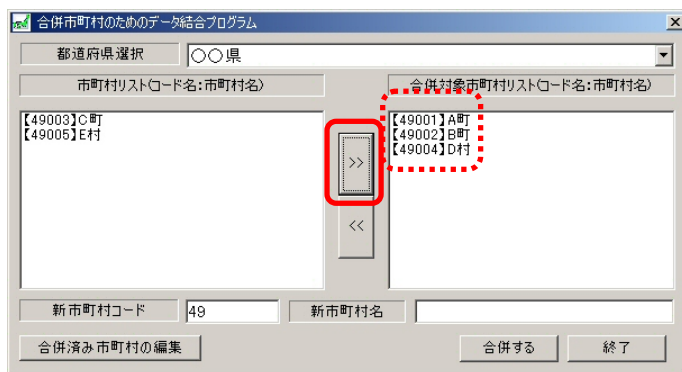 合併市町村のためのデータ結合プログラム
都道府県選択
○○県
市町村リスト(コード名:市町村名)
合併対象市町村リスト(コード名:市町村名)
【49003】C町
【49005】E村
>>
<<
【49001】A町
【49002】B町
【49004】D村
新市町村コード
49
新市町村名
合併済み市町村の編集
合併する
終了